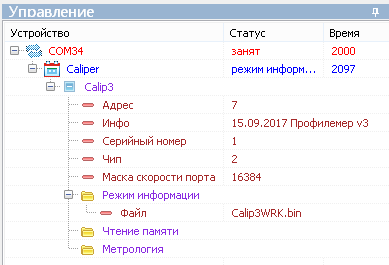 Управление
Устройство Статус Время
COM34 занят 2000
Caliper режим информ... 2097
Calip3
Адрес 7
Инфо 15.09.2017 Профилемер v3
Серийный номер 1
Чип 2
Маска скорости порта 16384
Режим информации
Файл Calip3WRK.bin
Чтение памяти
Метрология